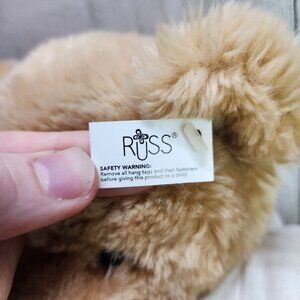 RUSS®
SAFETY WARNING:
Remove all hang tags and their fasteners
before giving this product to a child.